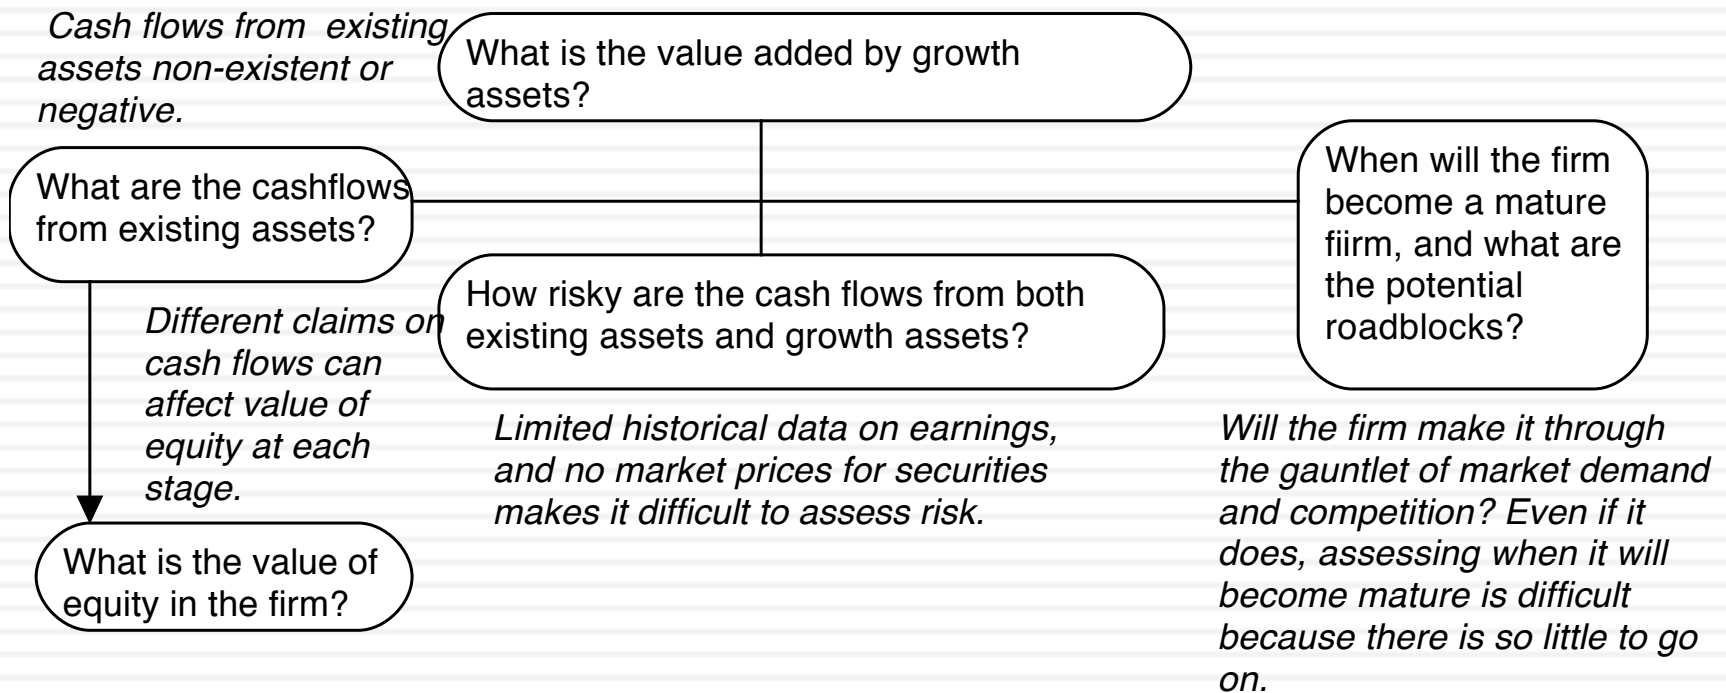 Cash flows from  existing
assets non-existent or
negative.
What is the value added by growth
assets?
What are the cashflows
from existing assets?
When will the firm
become a mature
fiirm, and what are
the potential
roadblocks?
How risky are the cash flows from both
existing assets and growth assets?
Different claims on
cash flows can
affect value of
equity at each
stage.
Limited historical data on earnings,
and no market prices for securities
makes it difficult to assess risk.
Will the firm make it through
the gauntlet of market demand
and competition? Even if it
does, assessing when it will
become mature is difficult
because there is so little to go
on.
What is the value of
equity in the firm?